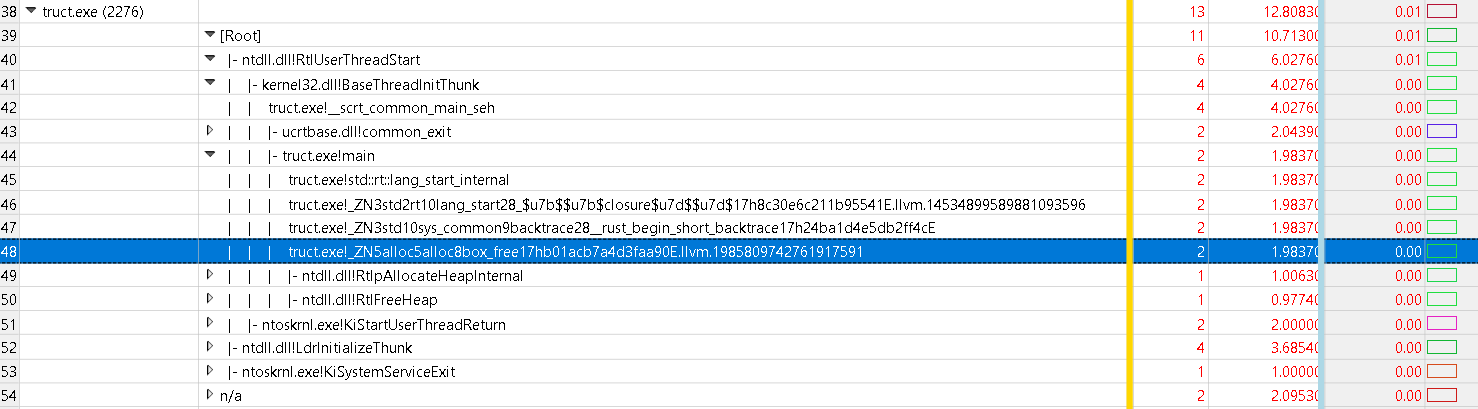 38 truct.exe (2276) 13 12.80830 0.01
39 [Root] 11 10.71300 0.01
40 |- ntdll.dll!RtlUserThreadStart 6 6.02760 0.01
41 | |- kernel32.dll!BaseThreadInitThunk 4 4.02760 0.00
42 | | truct.exe!__scrt_common_main_seh 4 4.02760 0.00
43 | | |- ucrtbase.dll!common_exit 2 2.04390 0.00
44 | | |- truct.exe!main 2 1.98370 0.00
45 | | | truct.exe!std::rt::lang_start_internal 2 1.98370 0.00
46 | | | truct.exe!_ZN3std2rt10lang_start28_$u7b$$u7b$closure$u7d$$u7d$17h8c30e6c211b95541E.llvm.14534899589881093596 2 1.98370 0.00
47 | | | truct.exe!_ZN3std10sys_common9backtrace28__rust_begin_short_backtrace17h24ba1d4e5db2ff4cE 2 1.98370 0.00
48 | | | truct.exe!_ZN5alloc5alloc8box_free17hb01acb7a4d3faa90E.llvm.1985809742761917591 2 1.98370 0.00
49 | | | |- ntdll.dll!RtlpAllocateHeapInternal 1 1.00630 0.00
50 | | | |- ntdll.dll!RtlFreeHeap 1 0.97740 0.00
51 | |- ntoskrnl.exe!KiStartUserThreadReturn 2 2.00000 0.00
52 |- ntdll.dll!LdrInitializeThunk 4 3.68540 0.00
53 |- ntoskrnl.exe!KiSystemServiceExit 1 1.00000 0.00
54 n/a 2 2.09530 0.00